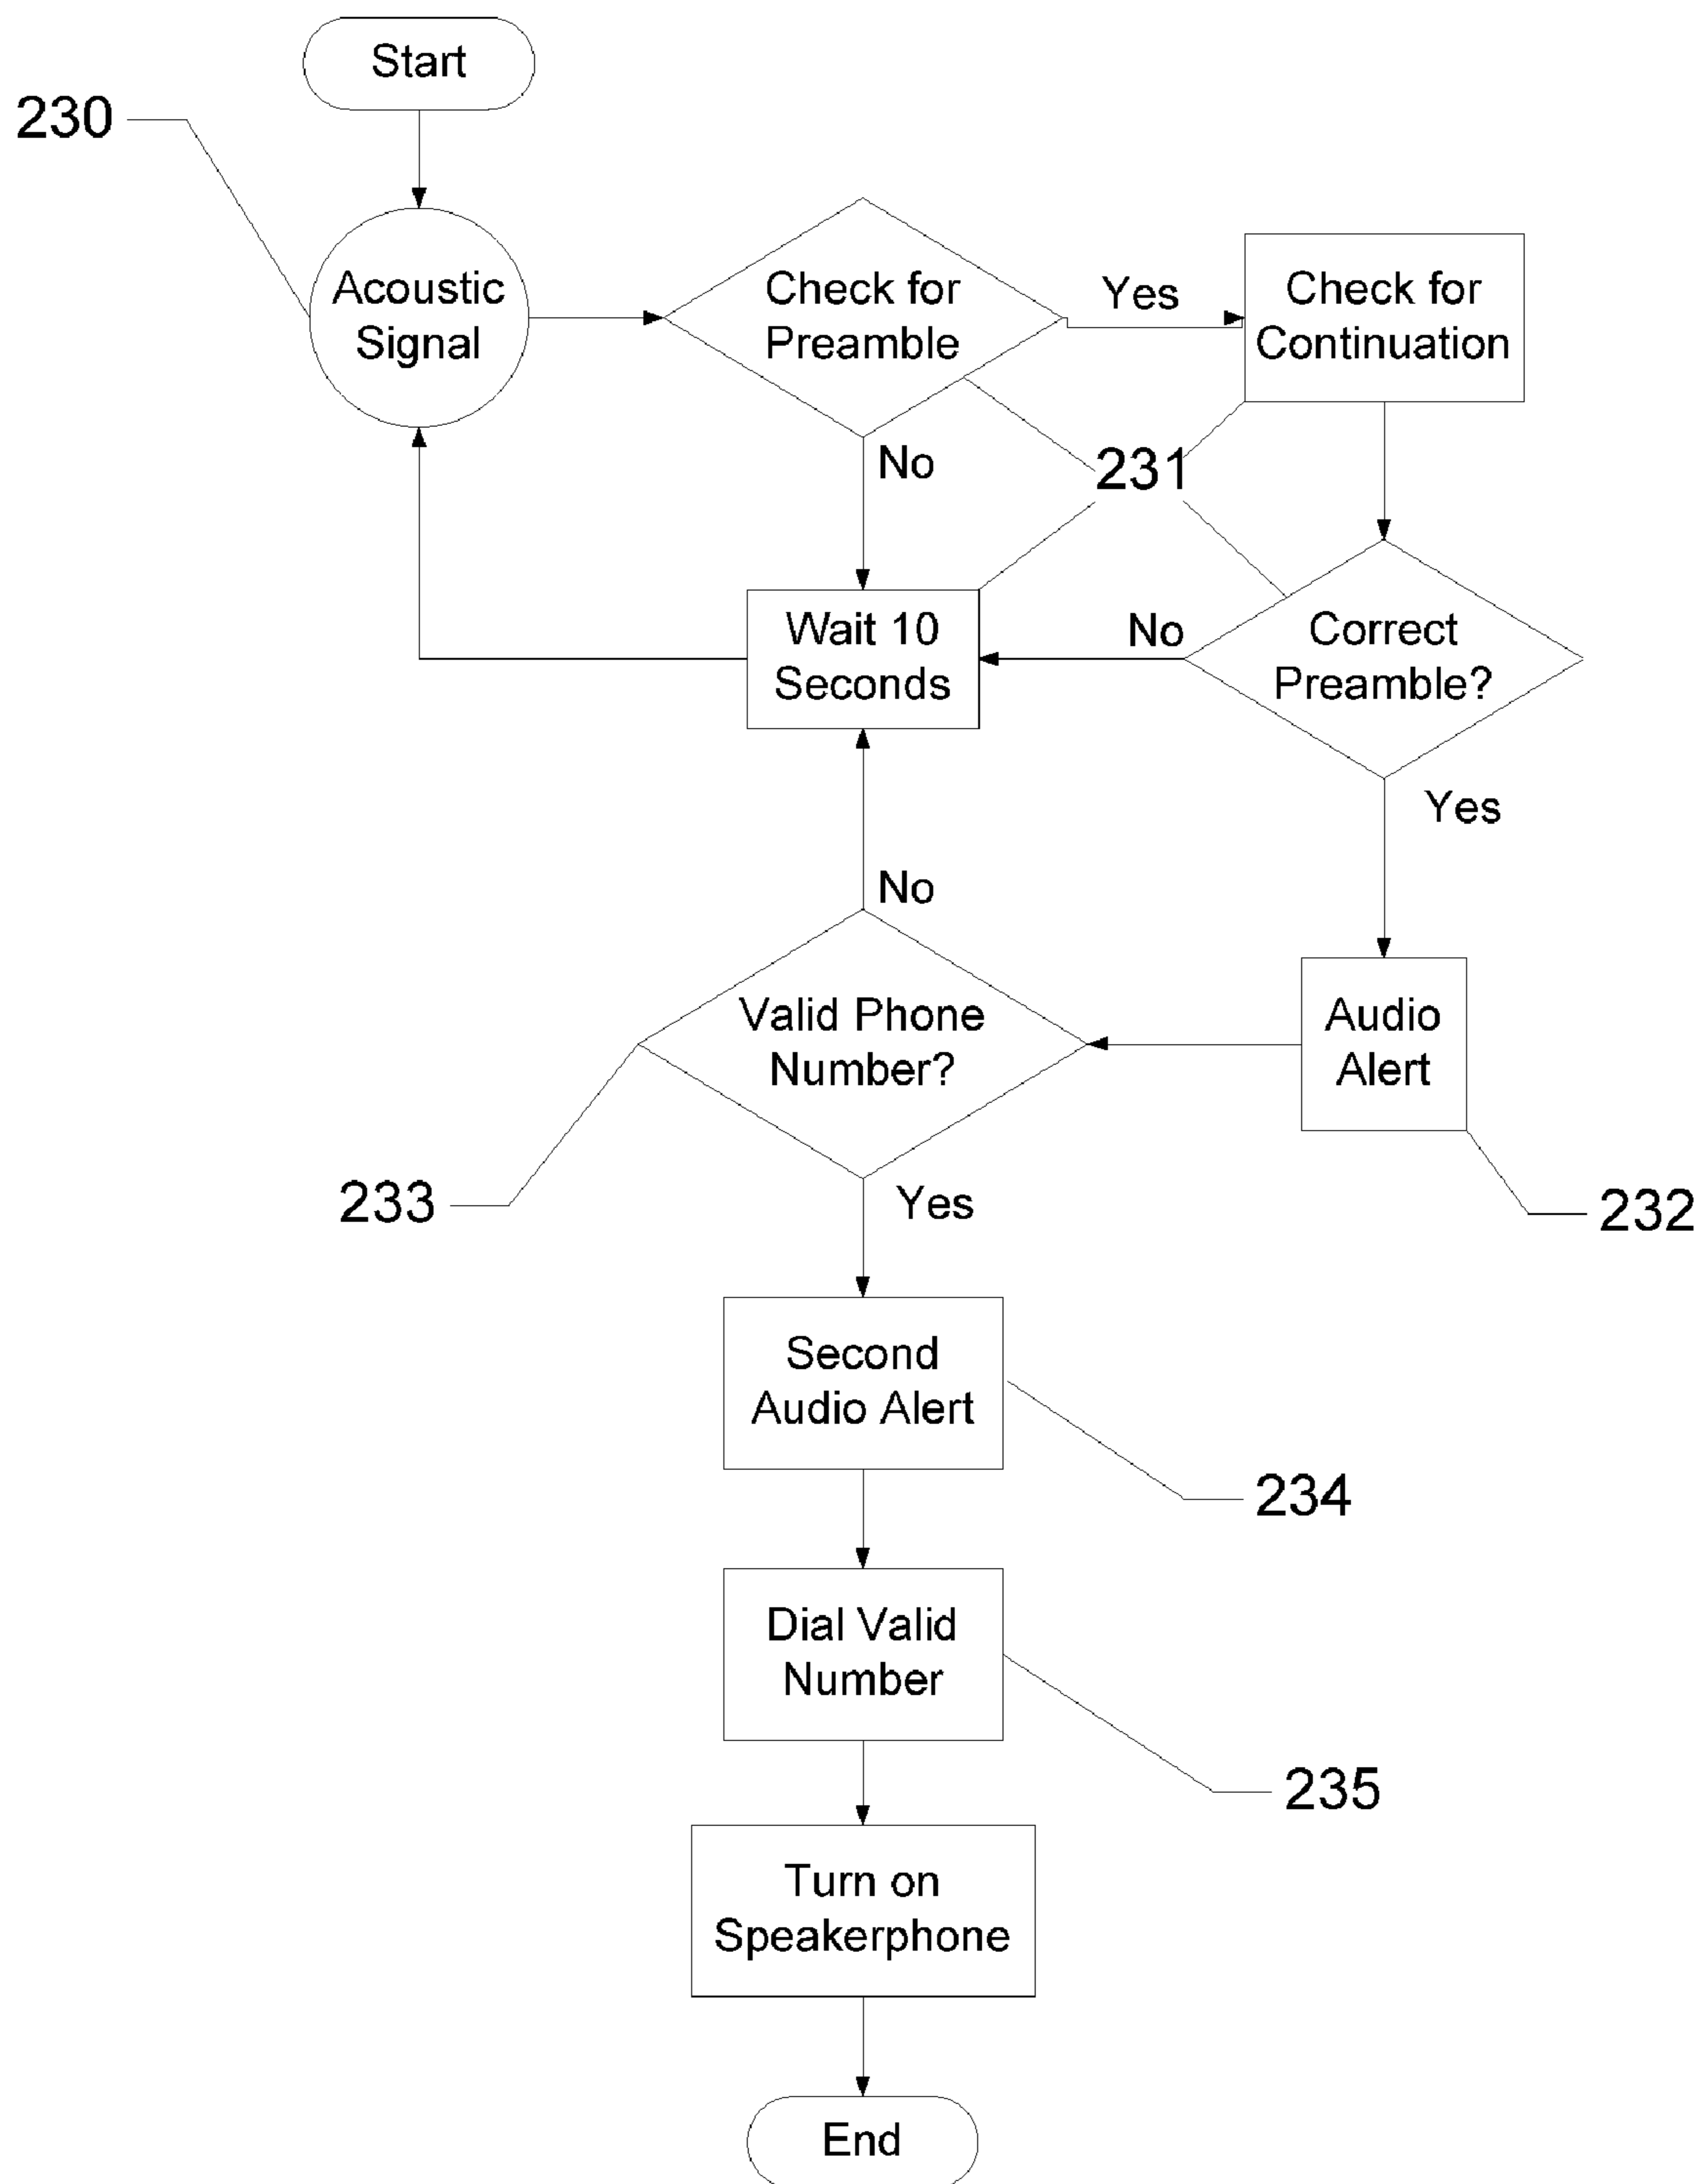 Start
230
Acoustic
Signal
Check for
Preamble
Yes
Check for
Continuation
No
231
Wait 10
Seconds
No
Correct
Preamble?
Yes
No
Valid Phone
Number?
Audio
Alert
233
Yes
232
Second
Audio Alert
234
Dial Valid
Number
235
Turn on
Speakerphone
End